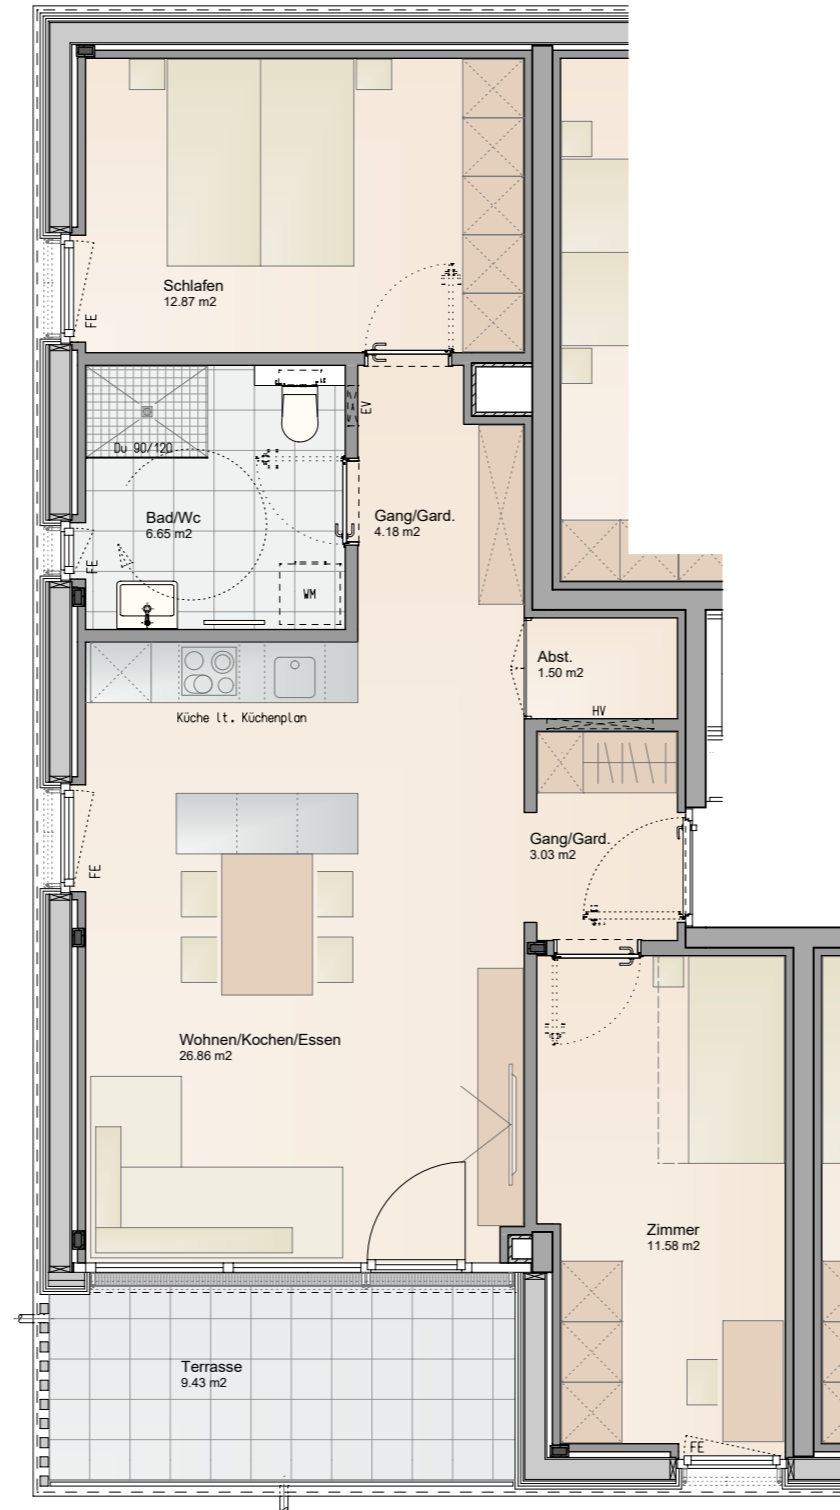 Schlafen
12.87 m2
FE
Du 90/120
EV
Bad/Wc
6.65 m2
Gang/Gard.
4.18 m2
FE
WM
Abst.
1.50 m2
HV
Küche lt. Küchenplan
Gang/Gard.
3.03 m2
FE
Wohnen/Kochen/Essen
26.86 m2
Zimmer
11.58 m2
Terrasse
9.43 m2
FE